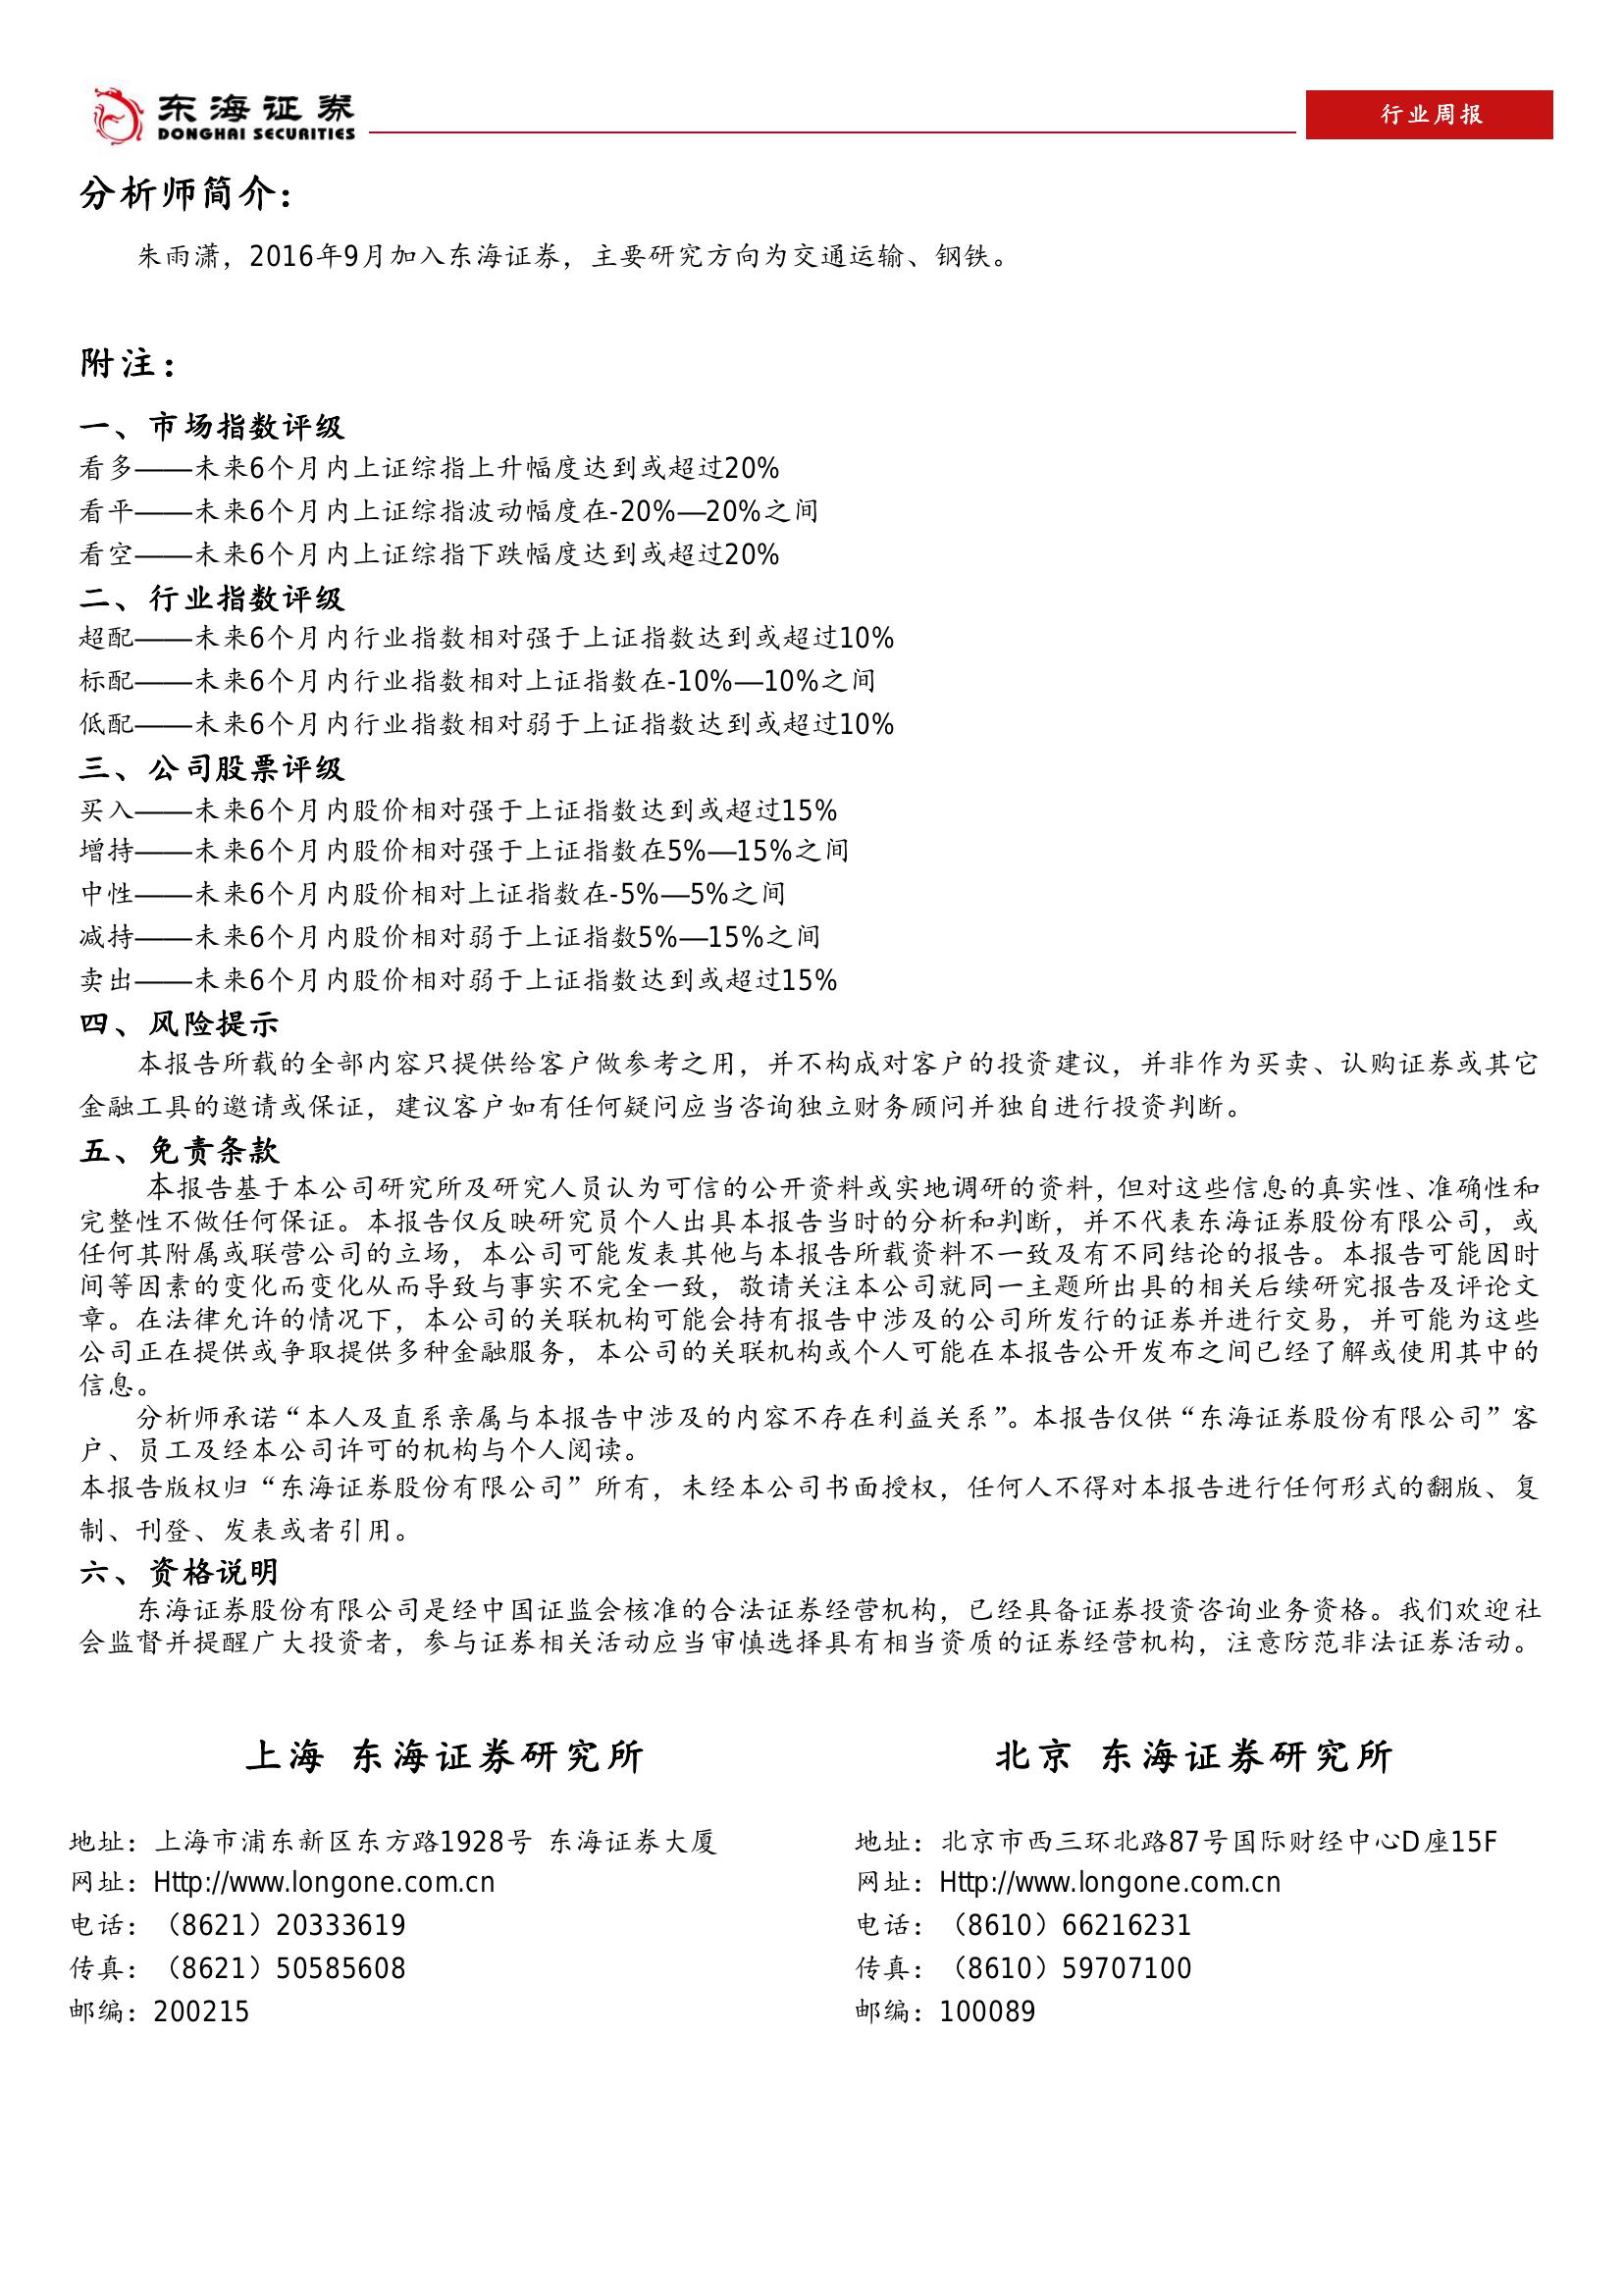 东海证券
DONGHAI SECURITIES
行业周报
分析师简介：
朱雨潇，2016年9月加入东海证券，主要研究方向为交通运输、钢铁。
附注：
一、市场指数评级
看多——未来6个月内上证综指上升幅度达到或超过20%
看平——未来6个月内上证综指波动幅度在-20%—20%之间
看空——未来6个月内上证综指下跌幅度达到或超过20%
二、行业指数评级
超配——未来6个月内行业指数相对强于上证指数达到或超过10%
标配——未来6个月内行业指数相对上证指数在-10%—10%之间
低配——未来6个月内行业指数相对弱于上证指数达到或超过10%
三、公司股票评级
买入——未来6个月内股价相对强于上证指数达到或超过15%
增持——未来6个月内股价相对强于上证指数在5%—15%之间
中性——未来6个月内股价相对上证指数在-5%—5%之间
减持——未来6个月内股价相对弱于上证指数5%—15%之间
卖出——未来6个月内股价相对弱于上证指数达到或超过15%
四、风险提示
本报告所载的全部内容只提供给客户做参考之用，并不构成对客户的投资建议，并非作为买卖、认购证券或其它
金融工具的邀请或保证，建议客户如有任何疑问应当咨询独立财务顾问并独自进行投资判断。
五、免责条款
本报告基于本公司研究所及研究人员认为可信的公开资料或实地调研的资料，但对这些信息的真实性、准确性和
完整性不做任何保证。本报告仅反映研究员个人出具本报告当时的分析和判断，并不代表东海证券股份有限公司，或
任何其附属或联营公司的立场，本公司可能发表其他与本报告所载资料不一致及有不同结论的报告。本报告可能因时
间等因素的变化而变化从而导致与事实不完全一致，敬请关注本公司就同一主题所出具的相关后续研究报告及评论文
章。在法律允许的情况下，本公司的关联机构可能会持有报告中涉及的公司所发行的证券并进行交易，并可能为这些
公司正在提供或争取提供多种金融服务，本公司的关联机构或个人可能在本报告公开发布之间已经了解或使用其中的
信息。
分析师承诺“本人及直系亲属与本报告中涉及的内容不存在利益关系”。本报告仅供“东海证券股份有限公司”客
户、员工及经本公司许可的机构与个人阅读。
本报告版权归“东海证券股份有限公司”所有，未经本公司书面授权，任何人不得对本报告进行任何形式的翻版、复
制、刊登、发表或者引用。
六、资格说明
东海证券股份有限公司是经中国证监会核准的合法证券经营机构，已经具备证券投资咨询业务资格。我们欢迎社
会监督并提醒广大投资者，参与证券相关活动应当审慎选择具有相当资质的证券经营机构，注意防范非法证券活动。
上海 东海证券研究所
地址：上海市浦东新区东方路1928号 东海证券大厦
网址：Http://www.longone.com.cn
电话：（8621）20333619
传真：（8621）50585608
邮编：200215
北京 东海证券研究所
地址：北京市西三环北路87号国际财经中心D座15F
网址：Http://www.longone.com.cn
电话：（8610）66216231
传真：（8610）59707100
邮编：100089